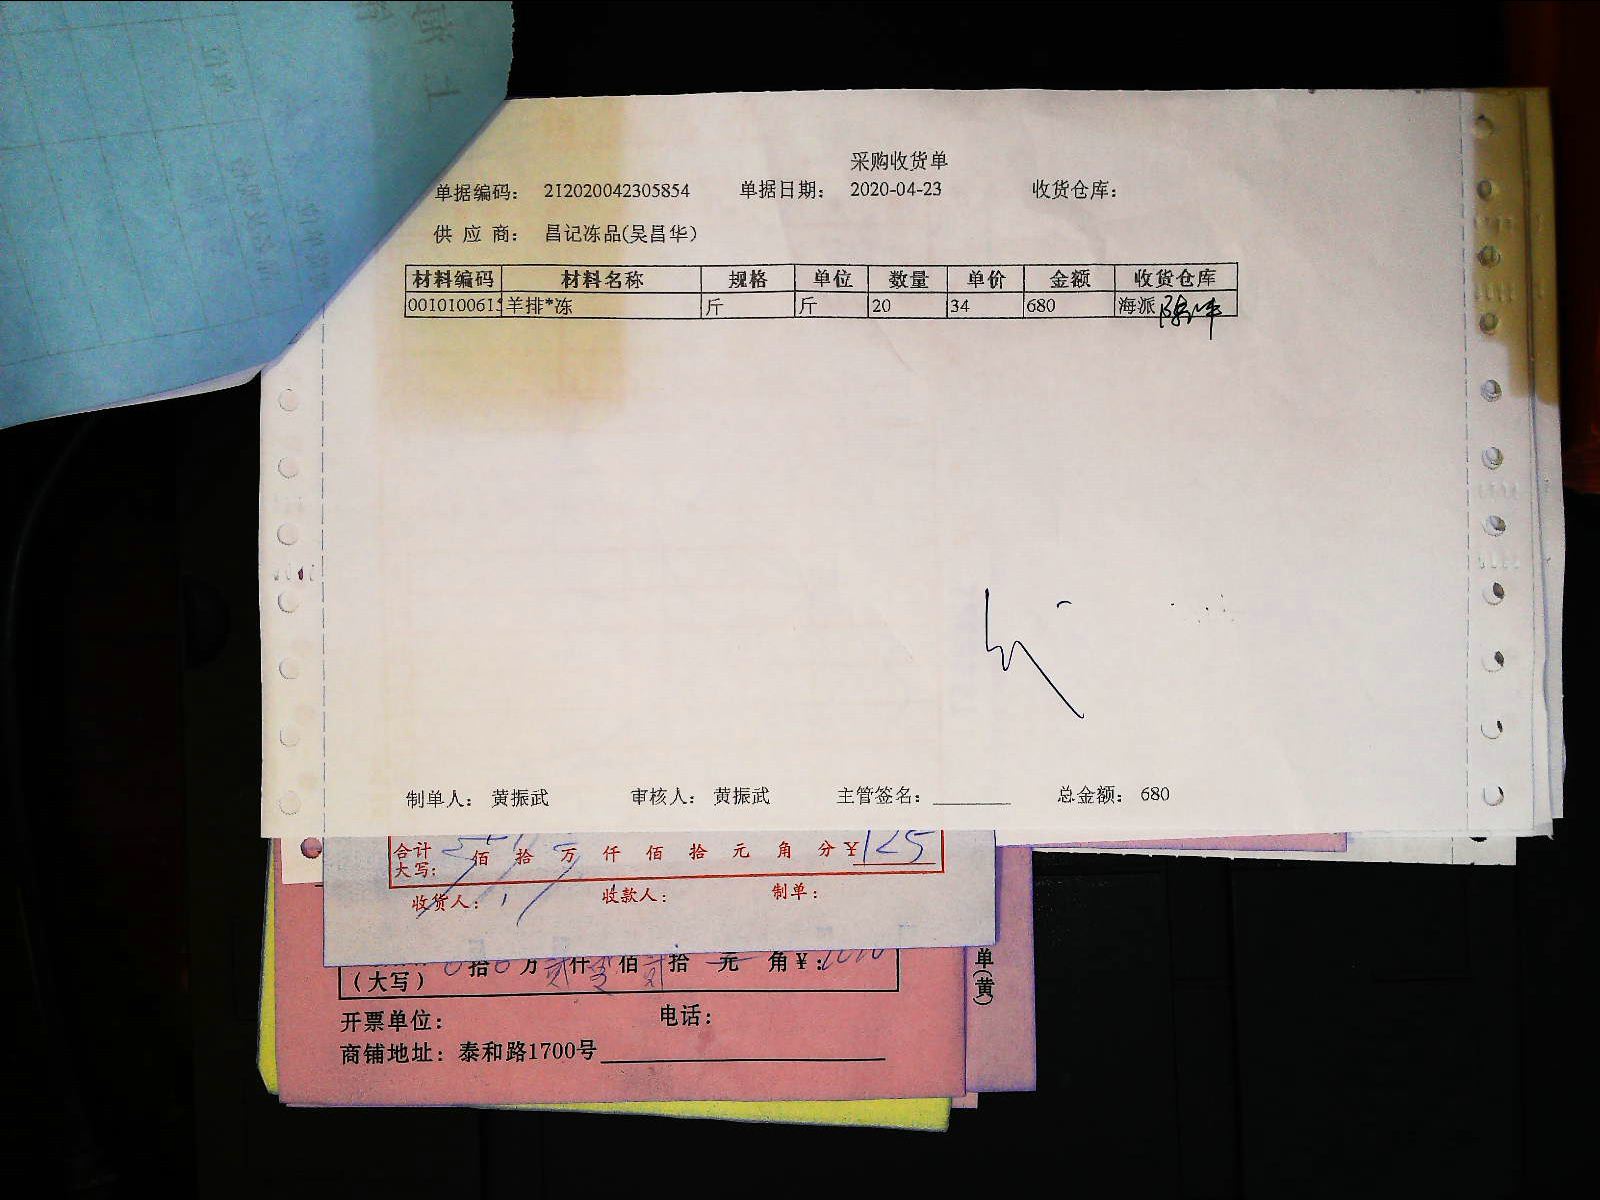 采购收货单
单据编码: 212020042305854 单据日期: 2020-04-23 收货仓库:
供 应 商: 昌记冻品(吴昌华)
材料编码 材料名称 规格 单位 数量 单价 金额 收货仓库
001010061 羊排*冻 斤 斤 20 34 680 海派
制单人: 黄振武 审核人: 黄振武 主管签名: 总金额: 680
合计 佰 拾 万 仟 佰 拾 元 角 分 ¥125
大写:
收货人: 收款人: 制单:
拾 万 仟 佰 拾 元 角 ¥:
(大写)
单(黄)
开票单位: 电话:
商铺地址: 泰和路1700号